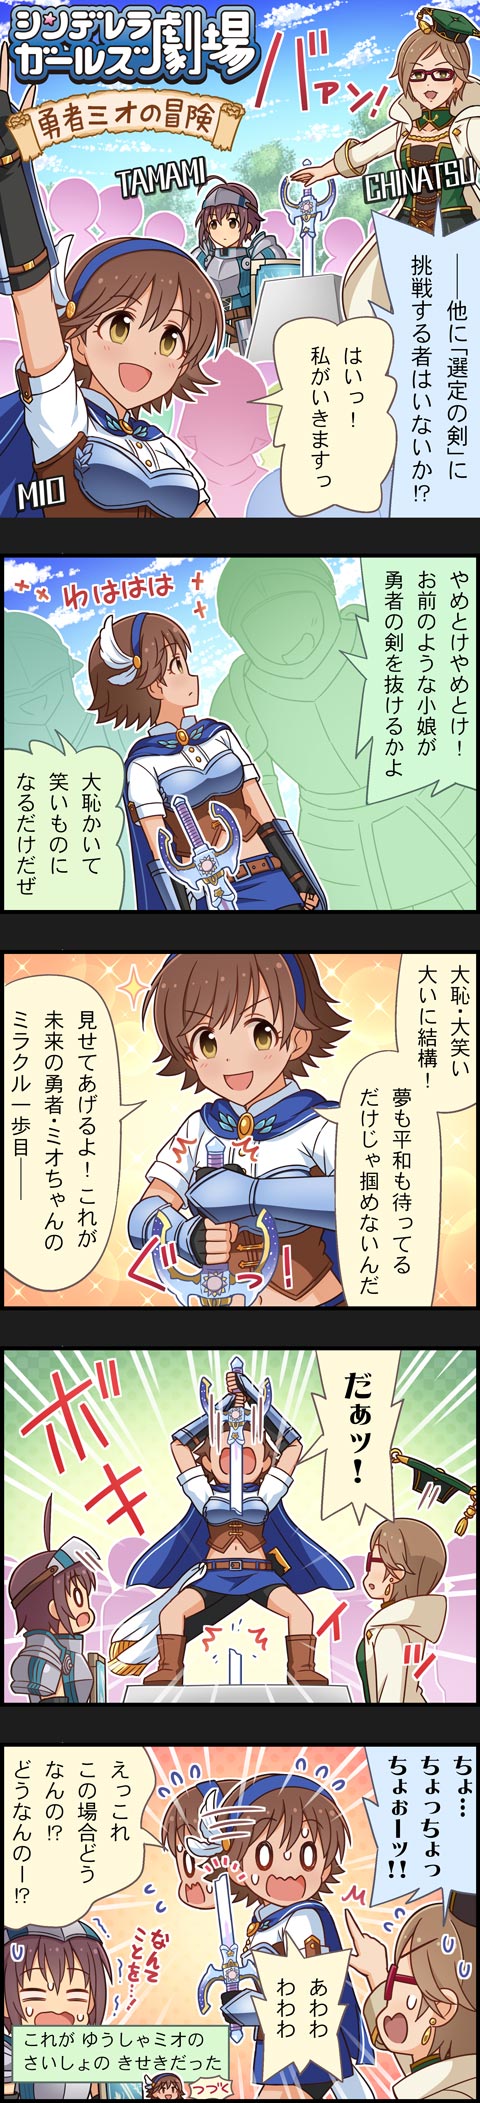 シンデレラ
ガールズ劇場
勇者ミオの冒険
バァン!
TAMAMI
CHINATSU
MIO
――他に「選定の剣」に
挑戦する者はいないか!?
はいっ!
私がいきますっ
やめとけやめとけ!
お前のような小娘が
勇者の剣を抜けるかよ
わははは
大恥かいて
笑いものに
なるだけだぜ
大恥・大笑い
大いに結構!
夢も平和も待ってる
だけじゃ掴めないんだ
見せてあげるよ!これが
未来の勇者・ミオちゃんの
ミラクル一歩目――
ぐっ!
だぁッ!
ボキィッ
ちょ…
ちょっちょっ
ちょぉーッ!!
えっこれ
この場合どう
なんの!?
どうなんのー!?
あわわ
わわわ
なんて
ことを…!
これが ゆうしゃミオの
さいしょの きせきだった
つづく